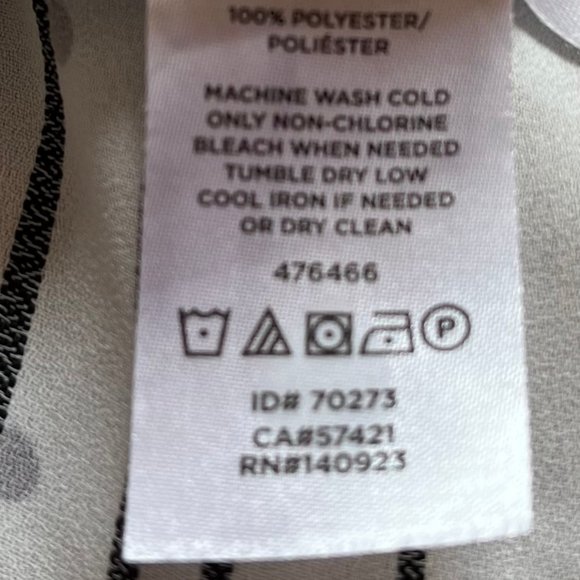 100% POLYESTER/
POLIÉSTER
MACHINE WASH COLD
ONLY NON-CHLORINE
BLEACH WHEN NEEDED
TUMBLE DRY LOW
COOL IRON IF NEEDED
OR DRY CLEAN
476466
P
ID# 70273
CA#57421
RN#140923